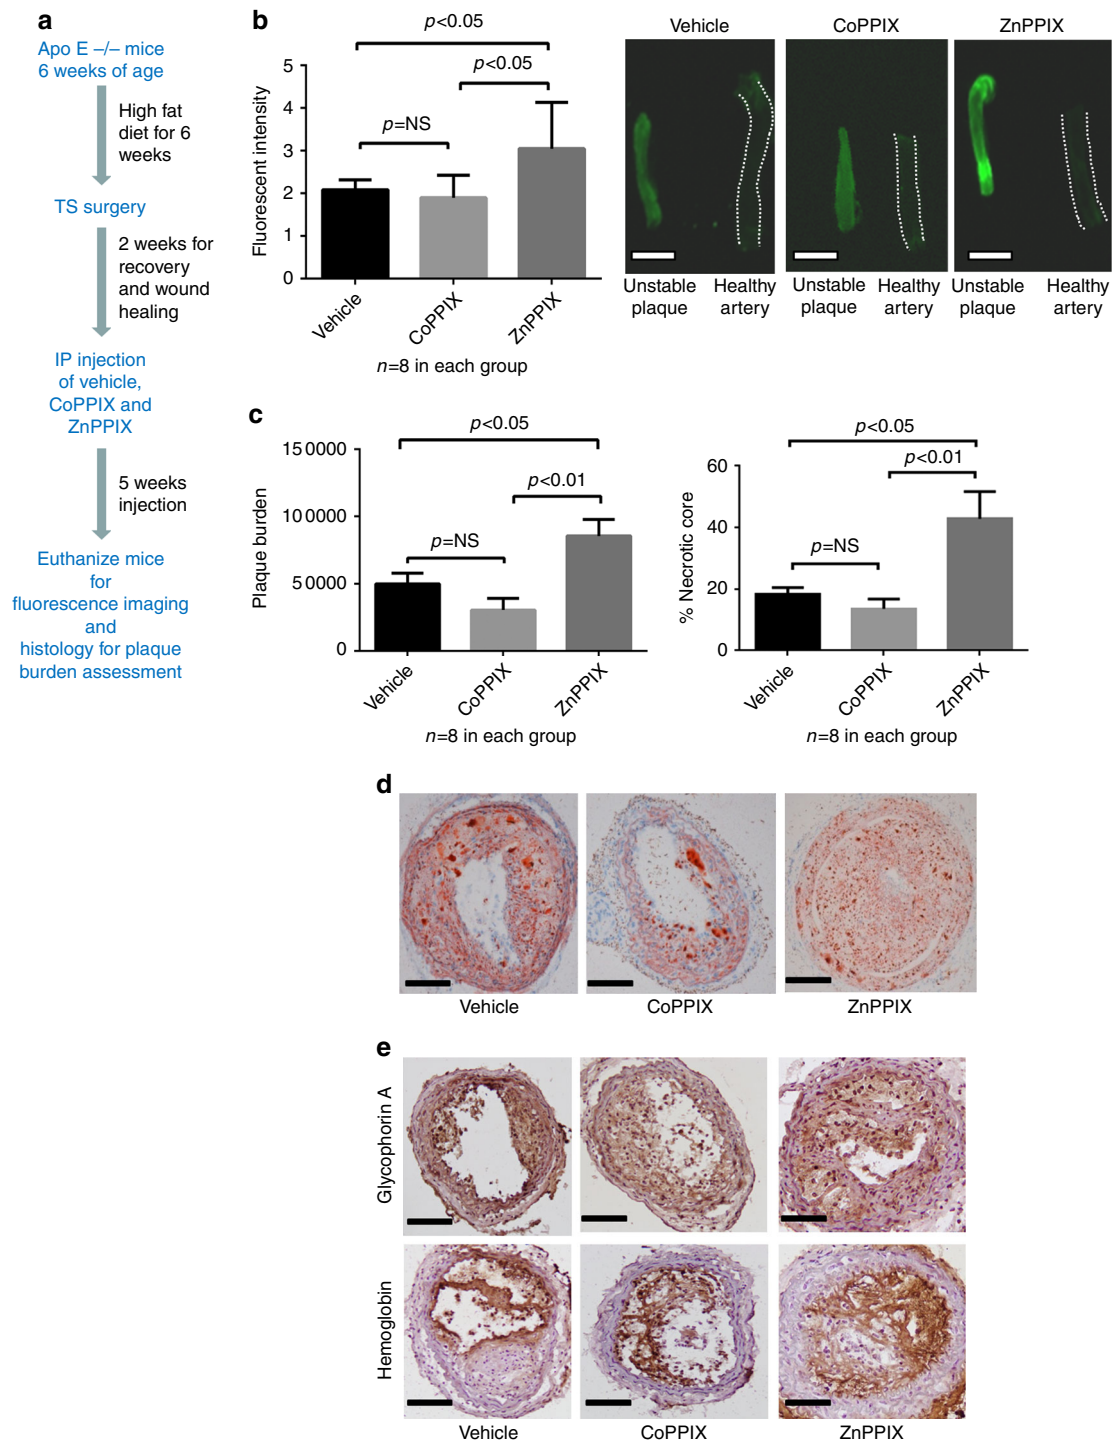 a
Apo E –/– mice
6 weeks of age
High fat
diet for 6
weeks
TS surgery
2 weeks for
recovery
and wound
healing
IP injection
of vehicle,
CoPPIX and
ZnPPIX
5 weeks
injection
Euthanize mice
for
fluorescence imaging
and
histology for plaque
burden assessment
b
p<0.05
p<0.05
p=NS
Fluorescent intensity
5
4
3
2
1
0
Vehicle
CoPPIX
ZnPPIX
n=8 in each group
Vehicle
CoPPIX
ZnPPIX
Unstable
plaque
Healthy
artery
Unstable
plaque
Healthy
artery
Unstable
plaque
Healthy
artery
c
p<0.05
p<0.01
p=NS
Plaque burden
150000
100000
50000
0
Vehicle
CoPPIX
ZnPPIX
n=8 in each group
p<0.05
p<0.01
p=NS
% Necrotic core
60
40
20
0
Vehicle
CoPPIX
ZnPPIX
n=8 in each group
d
Vehicle
CoPPIX
ZnPPIX
e
Glycophorin A
Hemoglobin
Vehicle
CoPPIX
ZnPPIX